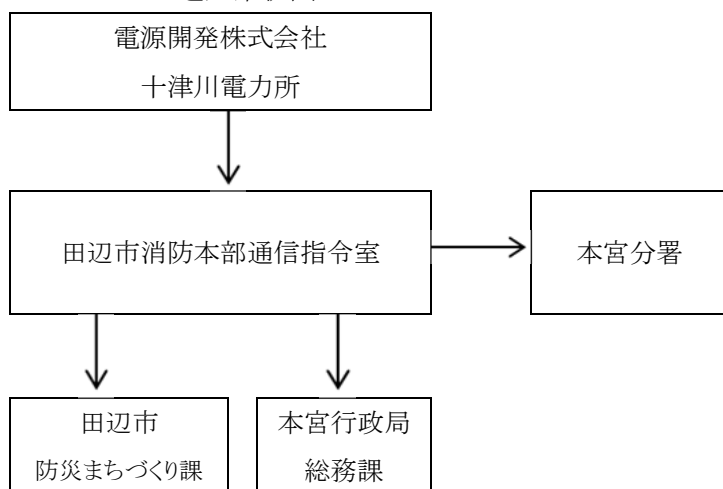 電源開発株式会社
十津川電力所
田辺市消防本部通信指令室
本宮分署
田辺市
防災まちづくり課
本宮行政局
総務課